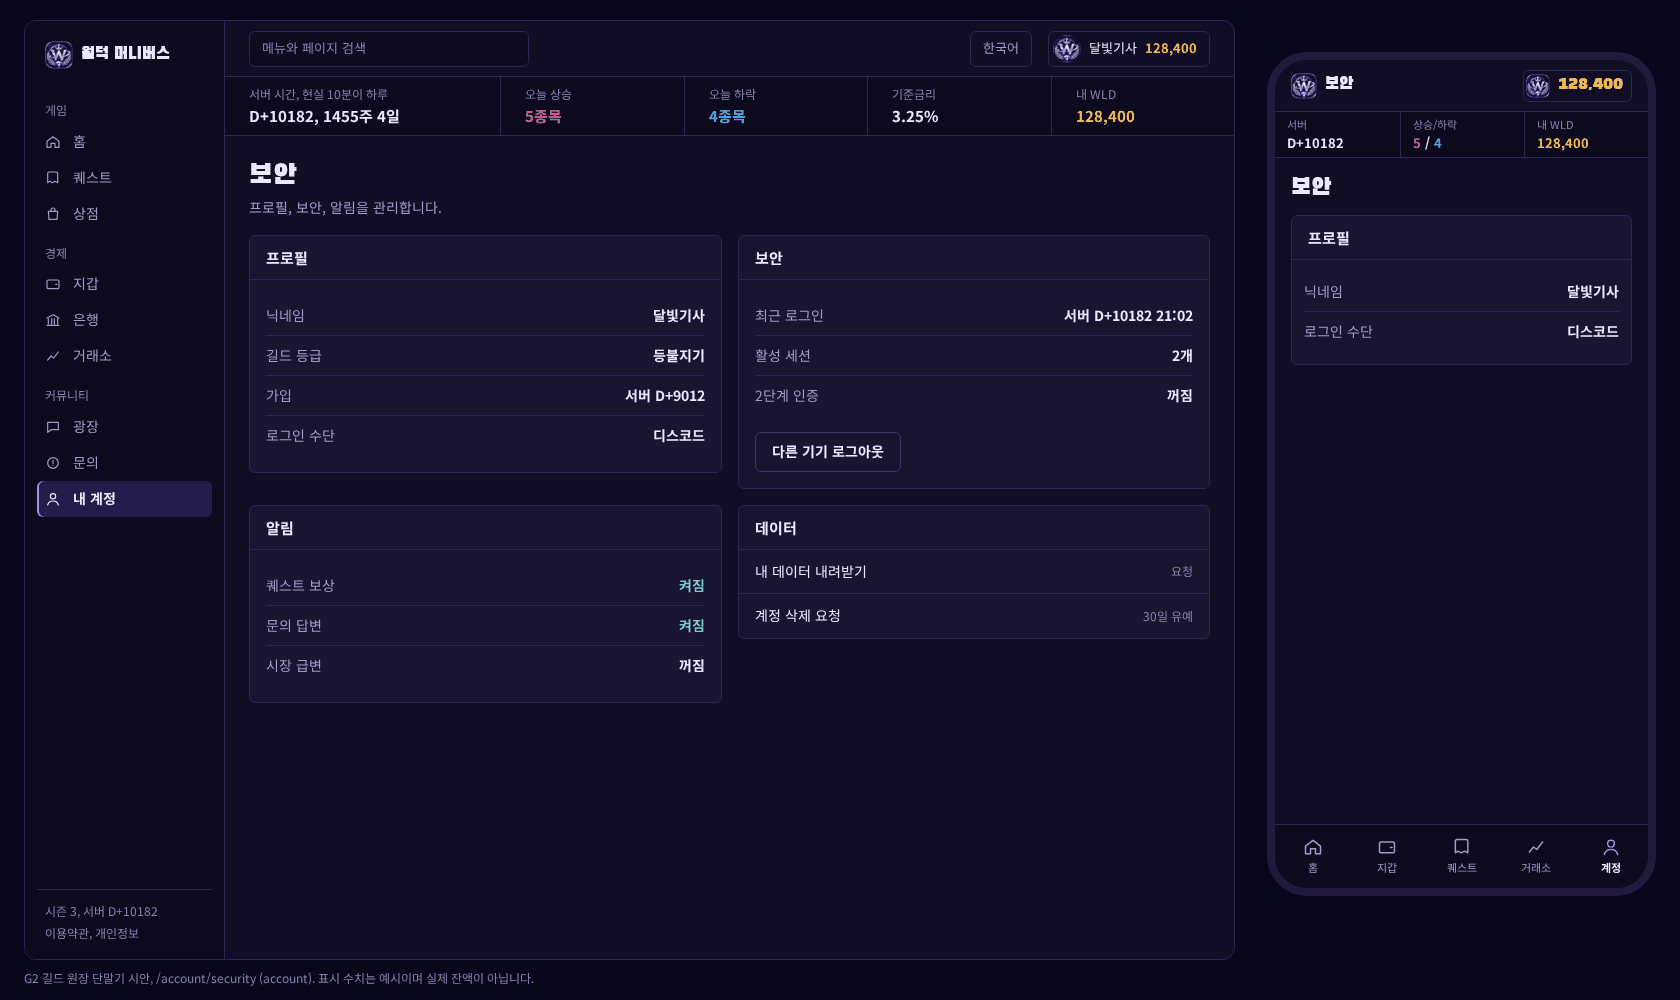 월덕 머니버스
게임
홈
퀘스트
상점
경제
지갑
은행
거래소
커뮤니티
광장
문의
내 계정
시즌 3, 서버 D+10182
이용약관, 개인정보
메뉴와 페이지 검색
한국어
달빛기사 128,400
서버 시간, 현실 10분이 하루
D+10182, 1455주 4일
오늘 상승
5종목
오늘 하락
4종목
기준금리
3.25%
내 WLD
128,400
보안
프로필, 보안, 알림을 관리합니다.
프로필
닉네임 달빛기사
길드 등급 등불지기
가입 서버 D+9012
로그인 수단 디스코드
보안
최근 로그인 서버 D+10182 21:02
활성 세션 2개
2단계 인증 꺼짐
다른 기기 로그아웃
알림
퀘스트 보상 켜짐
문의 답변 켜짐
시장 급변 꺼짐
데이터
내 데이터 내려받기 요청
계정 삭제 요청 30일 유예
보안
128,400
서버
D+10182
상승/하락
5 / 4
내 WLD
128,400
보안
프로필
닉네임 달빛기사
로그인 수단 디스코드
홈
지갑
퀘스트
거래소
계정
G2 길드 원장 단말기 시안, /account/security (account). 표시 수치는 예시이며 실제 잔액이 아닙니다.